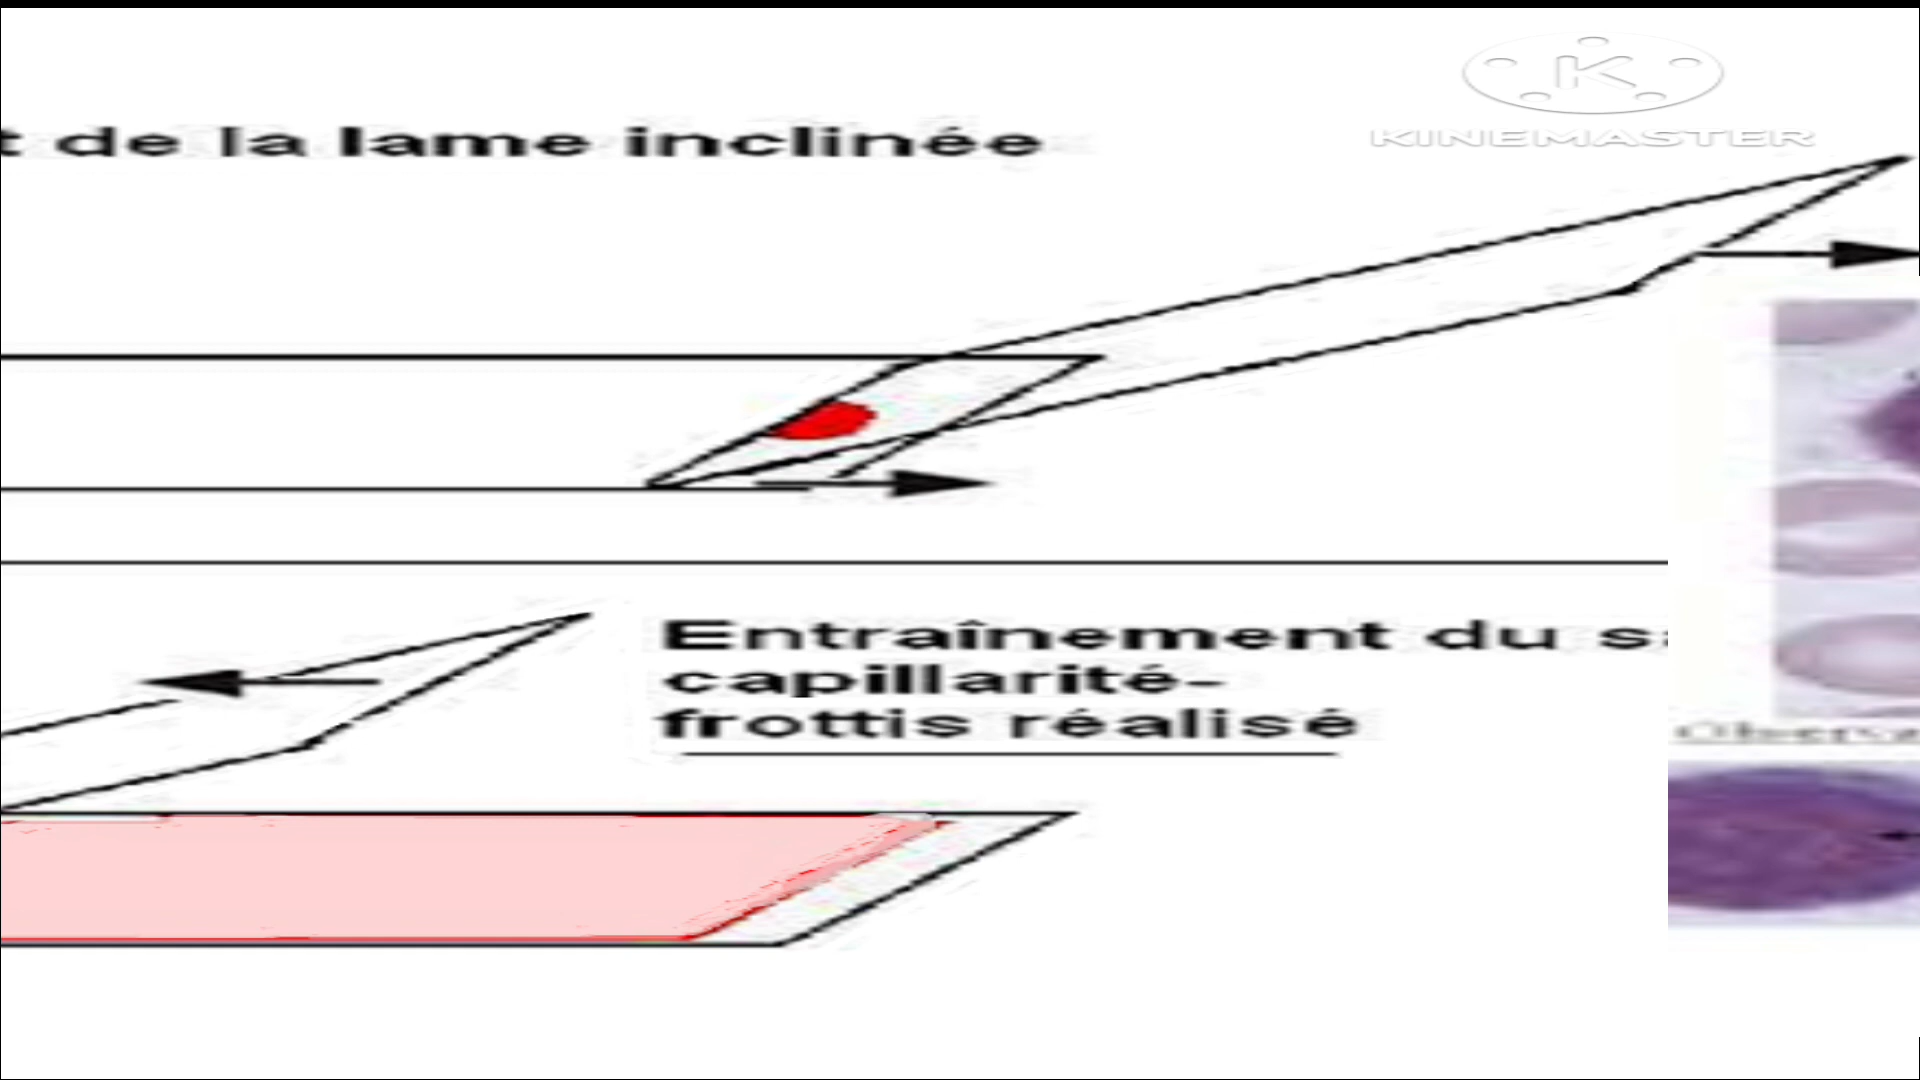 de la lame inclinée
KINEMASTER
Entraînement du
capillarité-
frottis réalisé